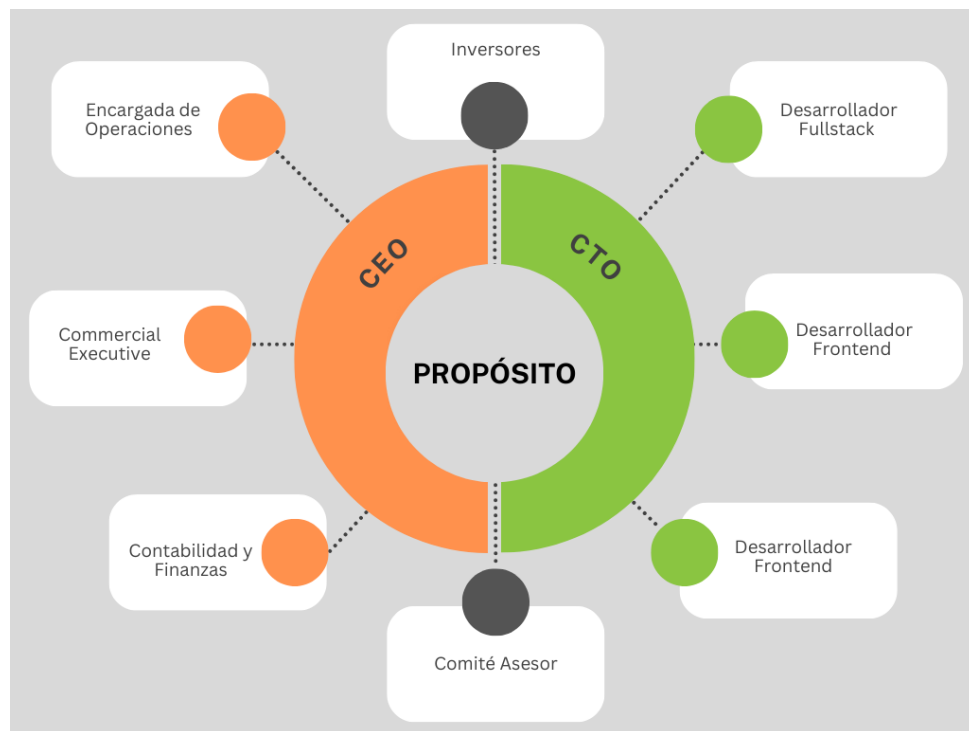 Inversores
Encargada de
Operaciones
Desarrollador
Fullstack
CEO
CTO
Commercial
Executive
Desarrollador
Frontend
PROPÓSITO
Contabilidad y
Finanzas
Desarrollador
Frontend
Comité Asesor